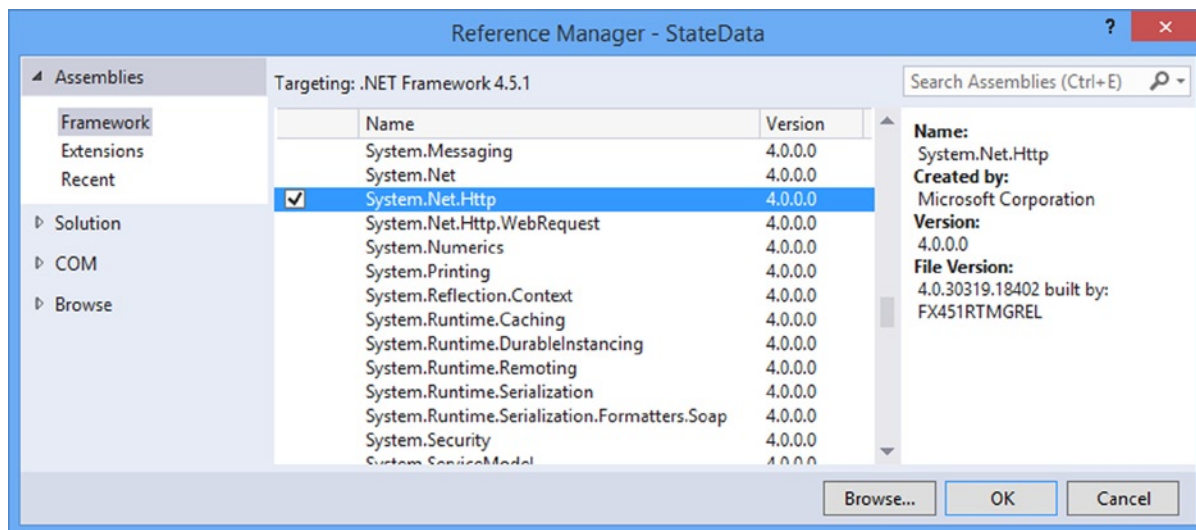 Reference Manager - StateData
?
Assemblies
Framework
Extensions
Recent
Solution
COM
Browse
Targeting: .NET Framework 4.5.1
Name Version
System.Messaging 4.0.0.0
System.Net 4.0.0.0
System.Net.Http 4.0.0.0
System.Net.Http.WebRequest 4.0.0.0
System.Numerics 4.0.0.0
System.Printing 4.0.0.0
System.Reflection.Context 4.0.0.0
System.Runtime.Caching 4.0.0.0
System.Runtime.DurableInstancing 4.0.0.0
System.Runtime.Remoting 4.0.0.0
System.Runtime.Serialization 4.0.0.0
System.Runtime.Serialization.Formatters.Soap 4.0.0.0
System.Security 4.0.0.0
System.ServiceModel 4.0.0.0
Search Assemblies (Ctrl+E)
Name:
System.Net.Http
Created by:
Microsoft Corporation
Version:
4.0.0.0
File Version:
4.0.30319.18402 built by:
FX451RTMGREL
Browse... OK Cancel